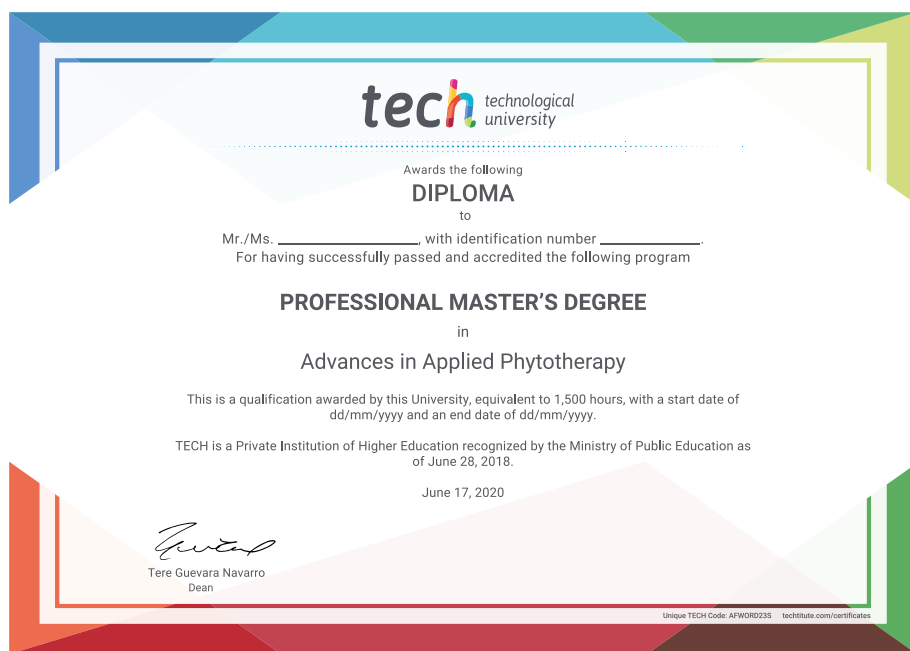 tech technological
university
Awards the following
DIPLOMA
to
Mr./Ms. ____________________, with identification number ______________.
For having successfully passed and accredited the following program
PROFESSIONAL MASTER'S DEGREE
in
Advances in Applied Phytotherapy
This is a qualification awarded by this University, equivalent to 1,500 hours, with a start date of
dd/mm/yyyy and an end date of dd/mm/yyyy.
TECH is a Private Institution of Higher Education recognized by the Ministry of Public Education as
of June 28, 2018.
June 17, 2020
Tere Guevara Navarro
Dean
Unique TECH Code: AFWORD23S techtitute.com/certificates